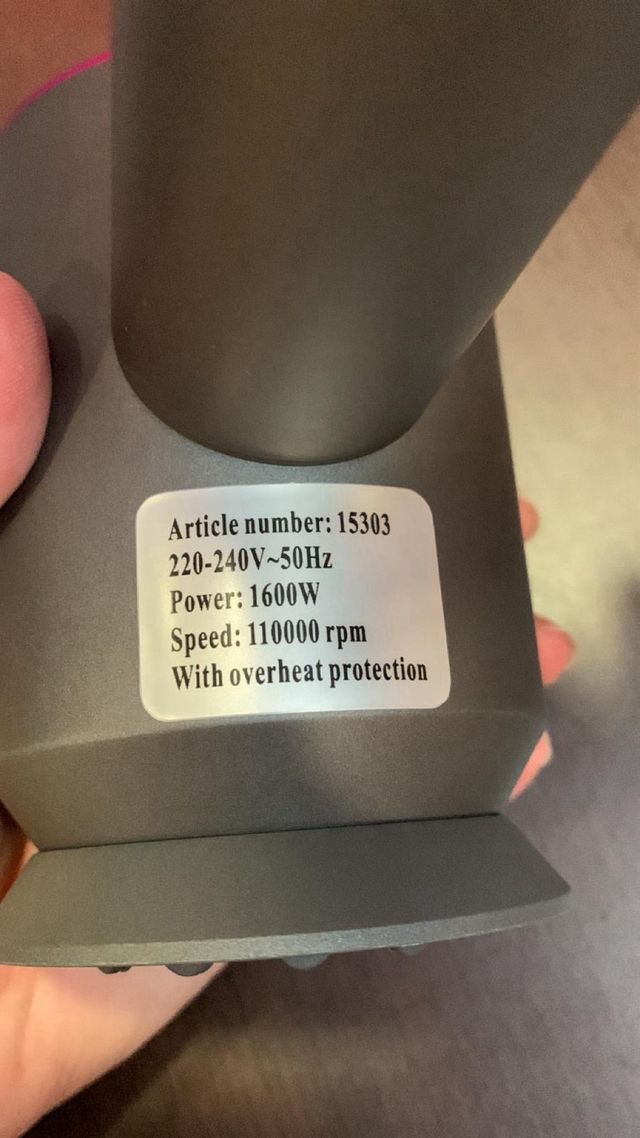 Article number: 15303
220-240V~50Hz
Power: 1600W
Speed: 110000 rpm
With overheat protection